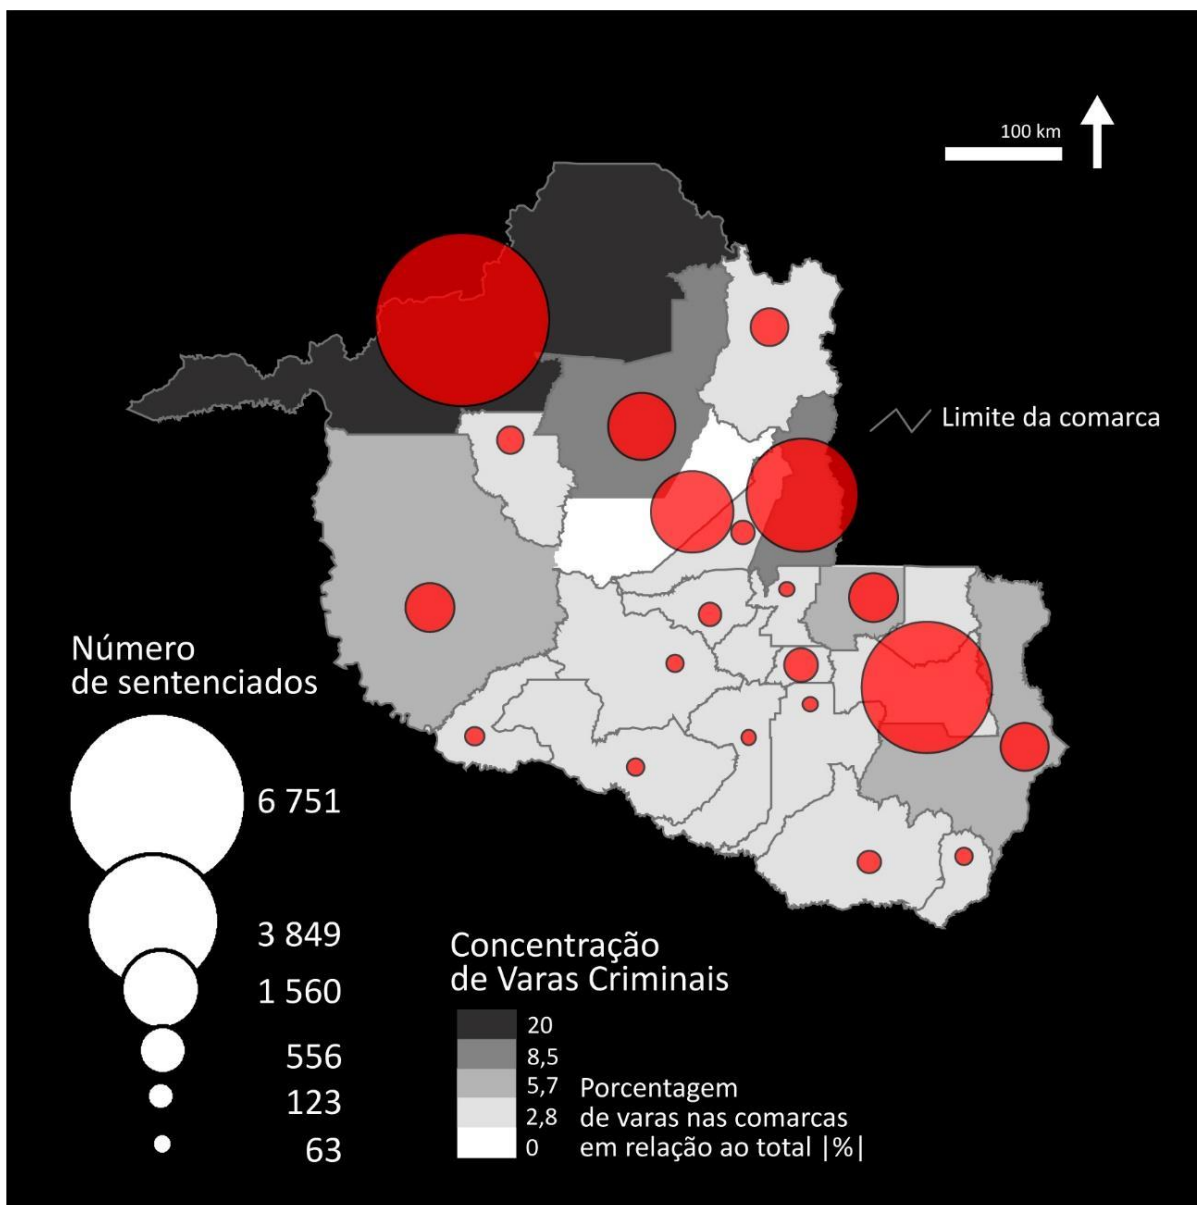 100 km
Limite da comarca
Número
de sentenciados
6 751
3 849
1 560
556
123
63
Concentração
de Varas Criminais
20
8,5
5,7
2,8
0
Porcentagem
de varas nas comarcas
em relação ao total |%|